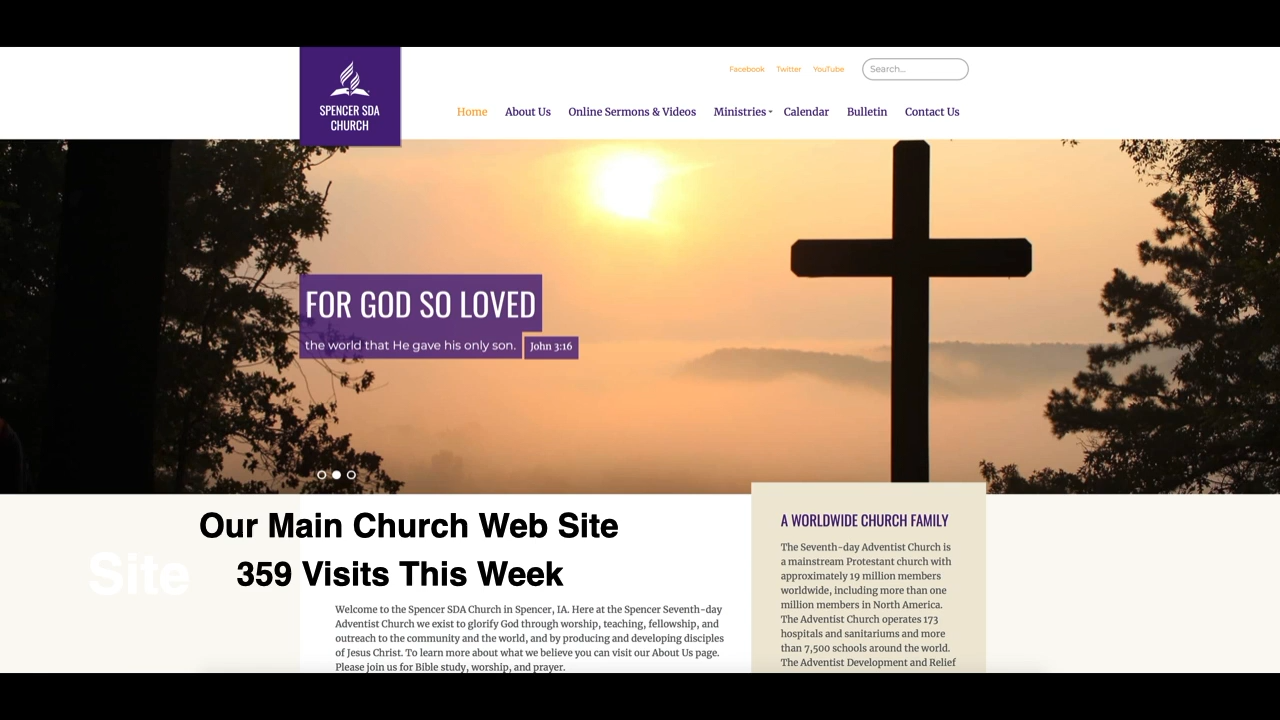 Facebook Twitter YouTube Search...
SPENCER SDA
CHURCH
Home About Us Online Sermons & Videos Ministries Calendar Bulletin Contact Us
FOR GOD SO LOVED
the world that He gave his only son. John 3:16
Our Main Church Web Site
Site
359 Visits This Week
Welcome to the Spencer SDA Church in Spencer, IA. Here at the Spencer Seventh-day
Adventist Church we exist to glorify God through worship, teaching, fellowship, and
outreach to the community and the world, and by producing and developing disciples
of Jesus Christ. To learn more about what we believe you can visit our About Us page.
Please join us for Bible study, worship, and prayer.
A WORLDWIDE CHURCH FAMILY
The Seventh-day Adventist Church is
a mainstream Protestant church with
approximately 19 million members
worldwide, including more than one
million members in North America.
The Adventist Church operates 173
hospitals and sanitariums and more
than 7,500 schools around the world.
The Adventist Development and Relief